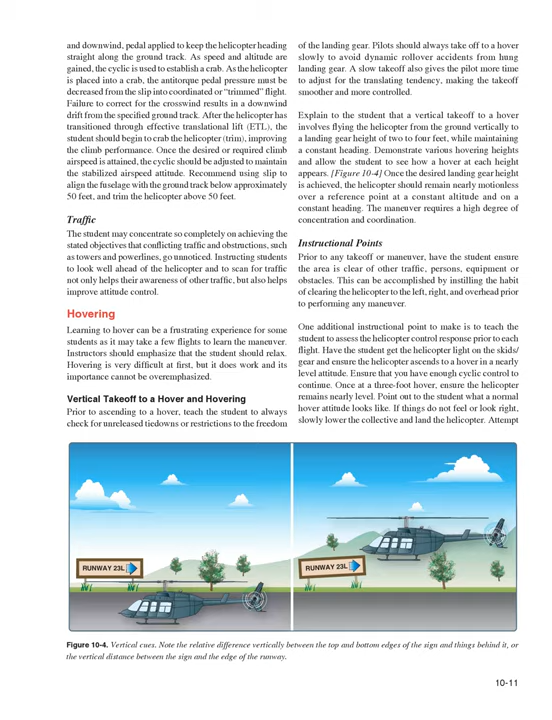 and downwind, pedal applied to keep the helicopter heading
straight along the ground track. As speed and altitude are
gained, the cyclic is used to establish a crab. As the helicopter
is placed into a crab, the antitorque pedal pressure must be
decreased from the slip into coordinated or “trimmed” flight.
Failure to correct for the crosswind results in a downwind
drift from the specified ground track. After the helicopter has
transitioned through effective translational lift (ETL), the
student should begin to crab the helicopter (trim), improving
the climb performance. Once the desired or required climb
airspeed is attained, the cyclic should be adjusted to maintain
the stabilized airspeed attitude. Recommend using slip to
align the fuselage with the ground track below approximately
50 feet, and trim the helicopter above 50 feet.
Traffic
The student may concentrate so completely on achieving the
stated objectives that conflicting traffic and obstructions, such
as towers and powerlines, go unnoticed. Instructing students
to look well ahead of the helicopter and to scan for traffic
not only helps their awareness of other traffic, but also helps
improve attitude control.
Hovering
Learning to hover can be a frustrating experience for some
students as it may take a few flights to learn the maneuver.
Instructors should emphasize that the student should relax.
Hovering is very difficult at first, but it does work and its
importance cannot be overemphasized.
Vertical Takeoff to a Hover and Hovering
Prior to ascending to a hover, teach the student to always
check for unreleased tiedowns or restrictions to the freedom
of the landing gear. Pilots should always take off to a hover
slowly to avoid dynamic rollover accidents from hung
landing gear. A slow takeoff also gives the pilot more time
to adjust for the translating tendency, making the takeoff
smoother and more controlled.
Explain to the student that a vertical takeoff to a hover
involves flying the helicopter from the ground vertically to
a landing gear height of two to four feet, while maintaining
a constant heading. Demonstrate various hovering heights
and allow the student to see how a hover at each height
appears. [Figure 10-4] Once the desired landing gear height
is achieved, the helicopter should remain nearly motionless
over a reference point at a constant altitude and on a
constant heading. The maneuver requires a high degree of
concentration and coordination.
Instructional Points
Prior to any takeoff or maneuver, have the student ensure
the area is clear of other traffic, persons, equipment or
obstacles. This can be accomplished by instilling the habit
of clearing the helicopter to the left, right, and overhead prior
to performing any maneuver.
One additional instructional point to make is to teach the
student to assess the helicopter control response prior to each
flight. Have the student get the helicopter light on the skids/
gear and ensure the helicopter ascends to a hover in a nearly
level attitude. Ensure that you have enough cyclic control to
continue. Once at a three-foot hover, ensure the helicopter
remains nearly level. Point out to the student what a normal
hover attitude looks like. If things do not feel or look right,
slowly lower the collective and land the helicopter. Attempt
RUNWAY 23L
RUNWAY 23L
Figure 10-4. Vertical cues. Note the relative difference vertically between the top and bottom edges of the sign and things behind it, or
the vertical distance between the sign and the edge of the runway.
10-11